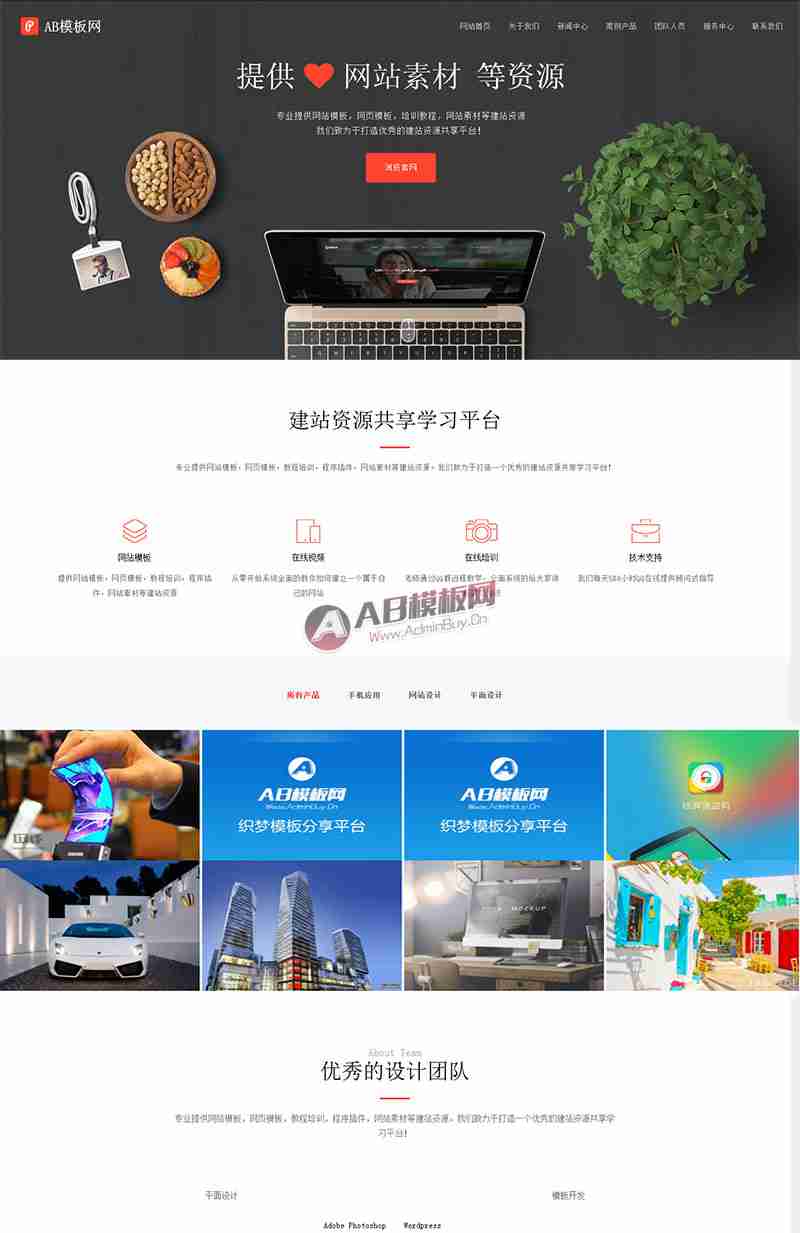 AB模板网
网站首页 关于我们 新闻中心 案例产品 团队人员 服务中心 联系我们
提供 网站素材 等资源
专业提供网站模板，网页模板，培训教程，网站素材等建站资源
我们致力于打造优秀的建站资源共享平台！
浏览官网
建站资源共享学习平台
专业提供网站模板，网页模板，教程培训，程序插件，网站素材等建站资源，我们致力于打造一个优秀的建站资源共享学习平台！
网站模板 在线视频 在线培训 技术支持
提供网站模板，网页模板，教程培训，程序插件，网站素材等建站资源
从零开始系统全面的教你如何建立一个属于自己的网站
老师通过QQ群远程教学，全面系统的给大家讲
我们每天 小时QQ在线提供顾问式指导
AB模板网
Www.AdminBuy.Cn
所有产品 手机应用 网站设计 平面设计
AB模板网
Www.AdminBuy.Cn
织梦模板分享平台
AB模板网
Www.AdminBuy.Cn
织梦模板分享平台
MOCKUP
About Team
优秀的设计团队
专业提供网站模板，网页模板，教程培训，程序插件，网站素材等建站资源，我们致力于打造一个优秀的建站资源共享学
习平台！
平面设计 模板开发
Adobe Photoshop Wordpress